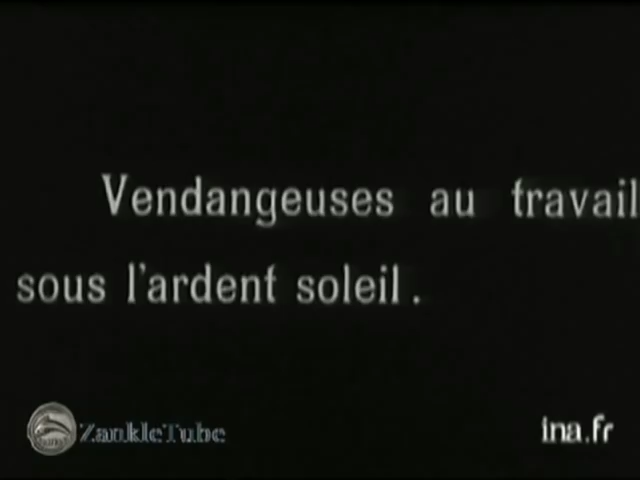 Vendangeuses au travail
sous l'ardent soleil.
ZankleTube
ina.fr